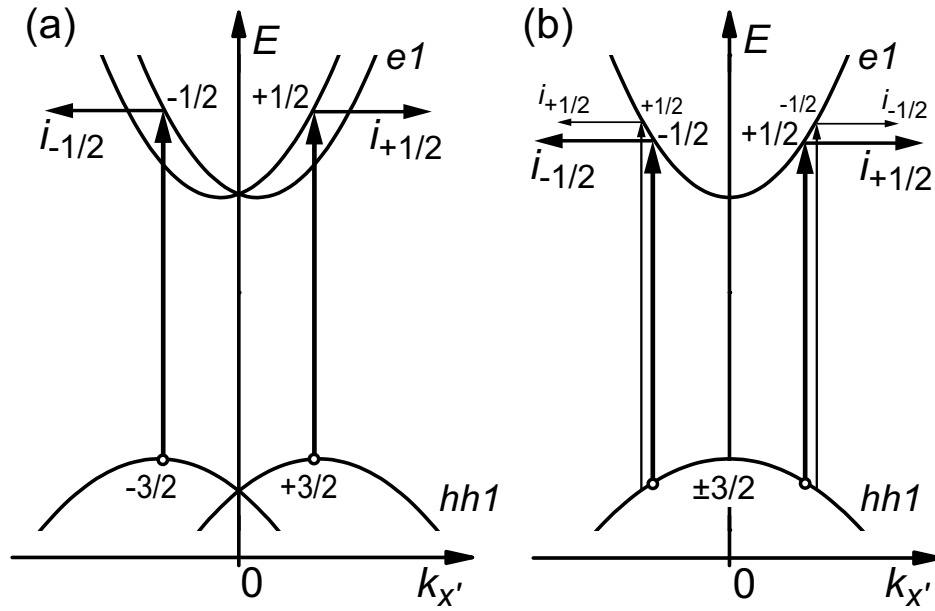 (a)
E
e1
-1/2
+1/2
i-1/2
i+1/2
-3/2
+3/2
hh1
0
kx'
(b)
E
e1
i+1/2
+1/2
-1/2
i-1/2
-1/2
+1/2
i-1/2
i+1/2
±3/2
hh1
0
kx'